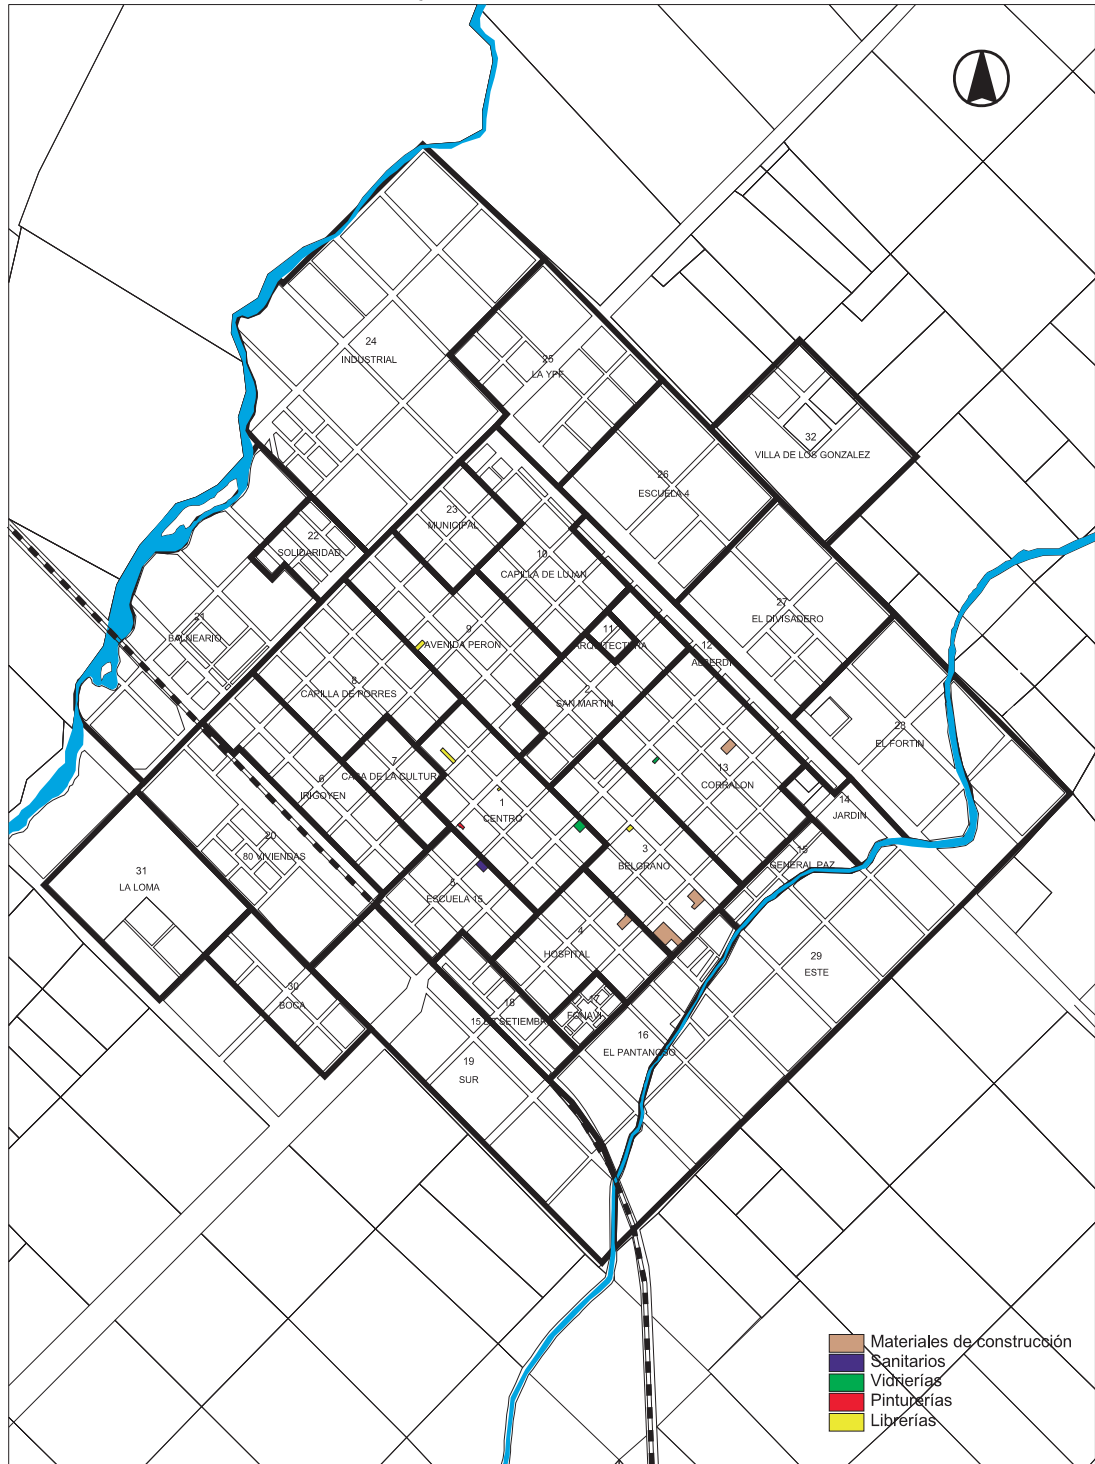 24
INDUSTRIAL
25
LA YPF
32
VILLA DE LOS GONZALEZ
26
ESCUELA 4
23
MUNICIPAL
22
SOLIDARIDAD
10
CAPILLA DE LUJAN
27
EL DIVISADERO
21
BALNEARIO
9
AVENIDA PERON
11
ARQUITECTURA
12
ALBERDI
8
CAPILLA DE PORRES
2
SAN MARTIN
28
EL FORTIN
7
CASA DE LA CULTURA
6
IRIGOYEN
13
CORRALON
1
CENTRO
14
JARDIN
20
80 VIVIENDAS
3
BELGRANO
15
GENERAL PAZ
31
LA LOMA
5
ESCUELA 15
4
HOSPITAL
29
ESTE
30
BOCA
18
15 DE SETIEMBRE
17
FONAVI
16
EL PANTANOSO
19
SUR
Materiales de construcción
Sanitarios
Vidrierías
Pinturerías
Librerías